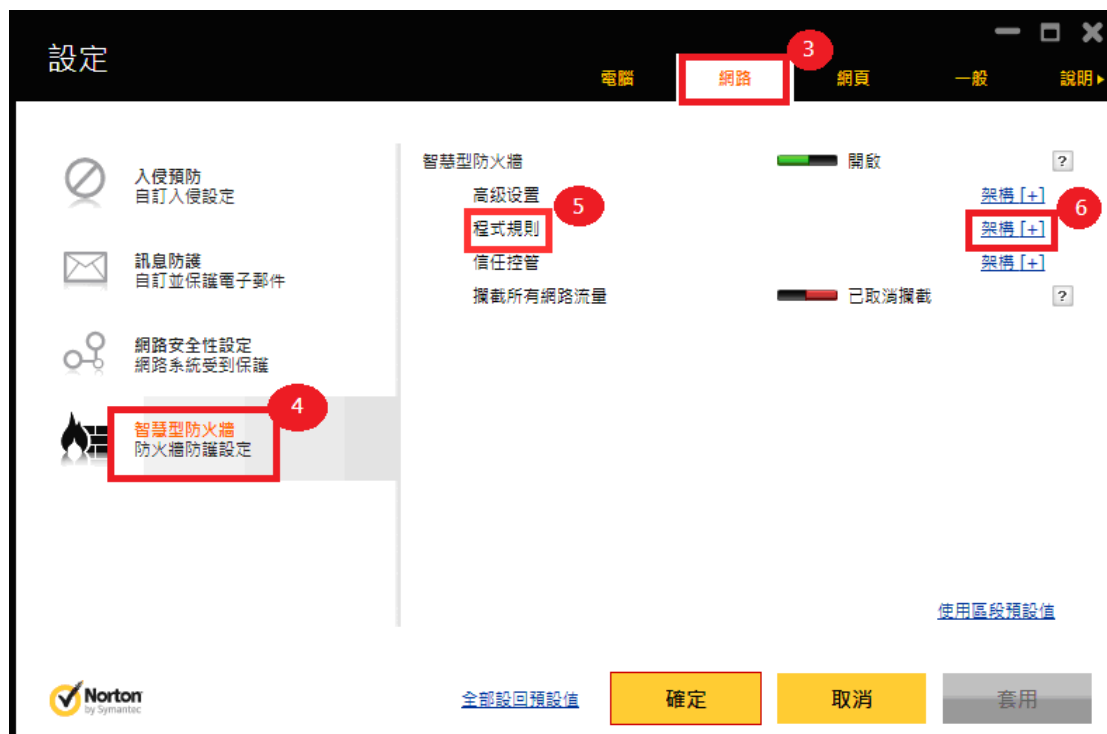 設定
3
電腦 網路 網頁 一般 說明
入侵預防
自訂入侵設定
訊息防護
自訂並保護電子郵件
網路安全性設定
網路系統受到保護
4
智慧型防火牆
防火牆防護設定
智慧型防火牆 開啟 ?
高级设置 架構 [+]
5
程式規則 架構 [+]
6
信任控管 架構 [+]
攔截所有網路流量 已取消攔截 ?
使用區段預設值
Norton
by Symantec
全部設回預設值 確定 取消 套用